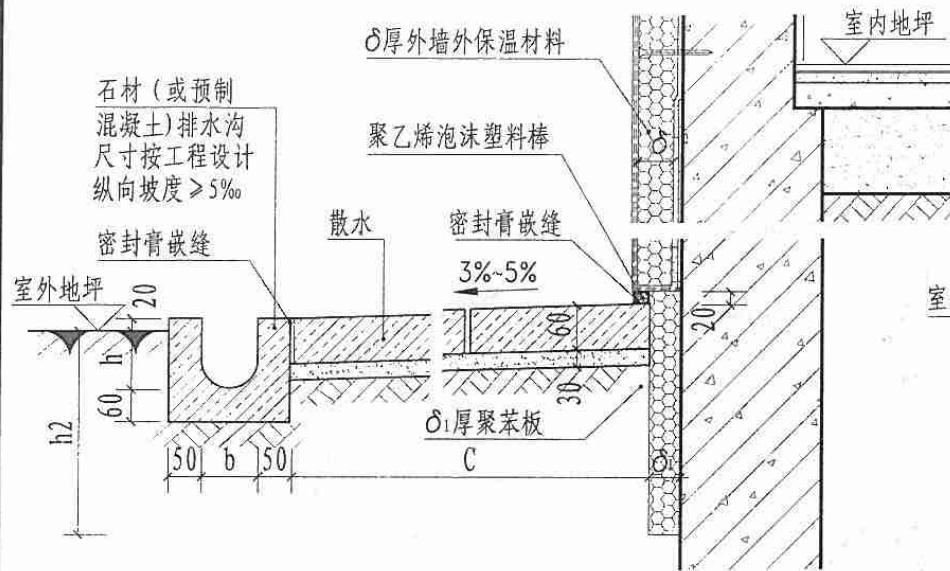 室内地坪
δ厚外墙外保温材料
石材（或预制
混凝土）排水沟
尺寸按工程设计
纵向坡度≥5‰
聚乙烯泡沫塑料棒
δ
散水
密封膏嵌缝
密封膏嵌缝
3%~5%
室外地坪
20
室
20
60
h
60
30
h2
δ1厚聚苯板
50
b
50
C
δ1